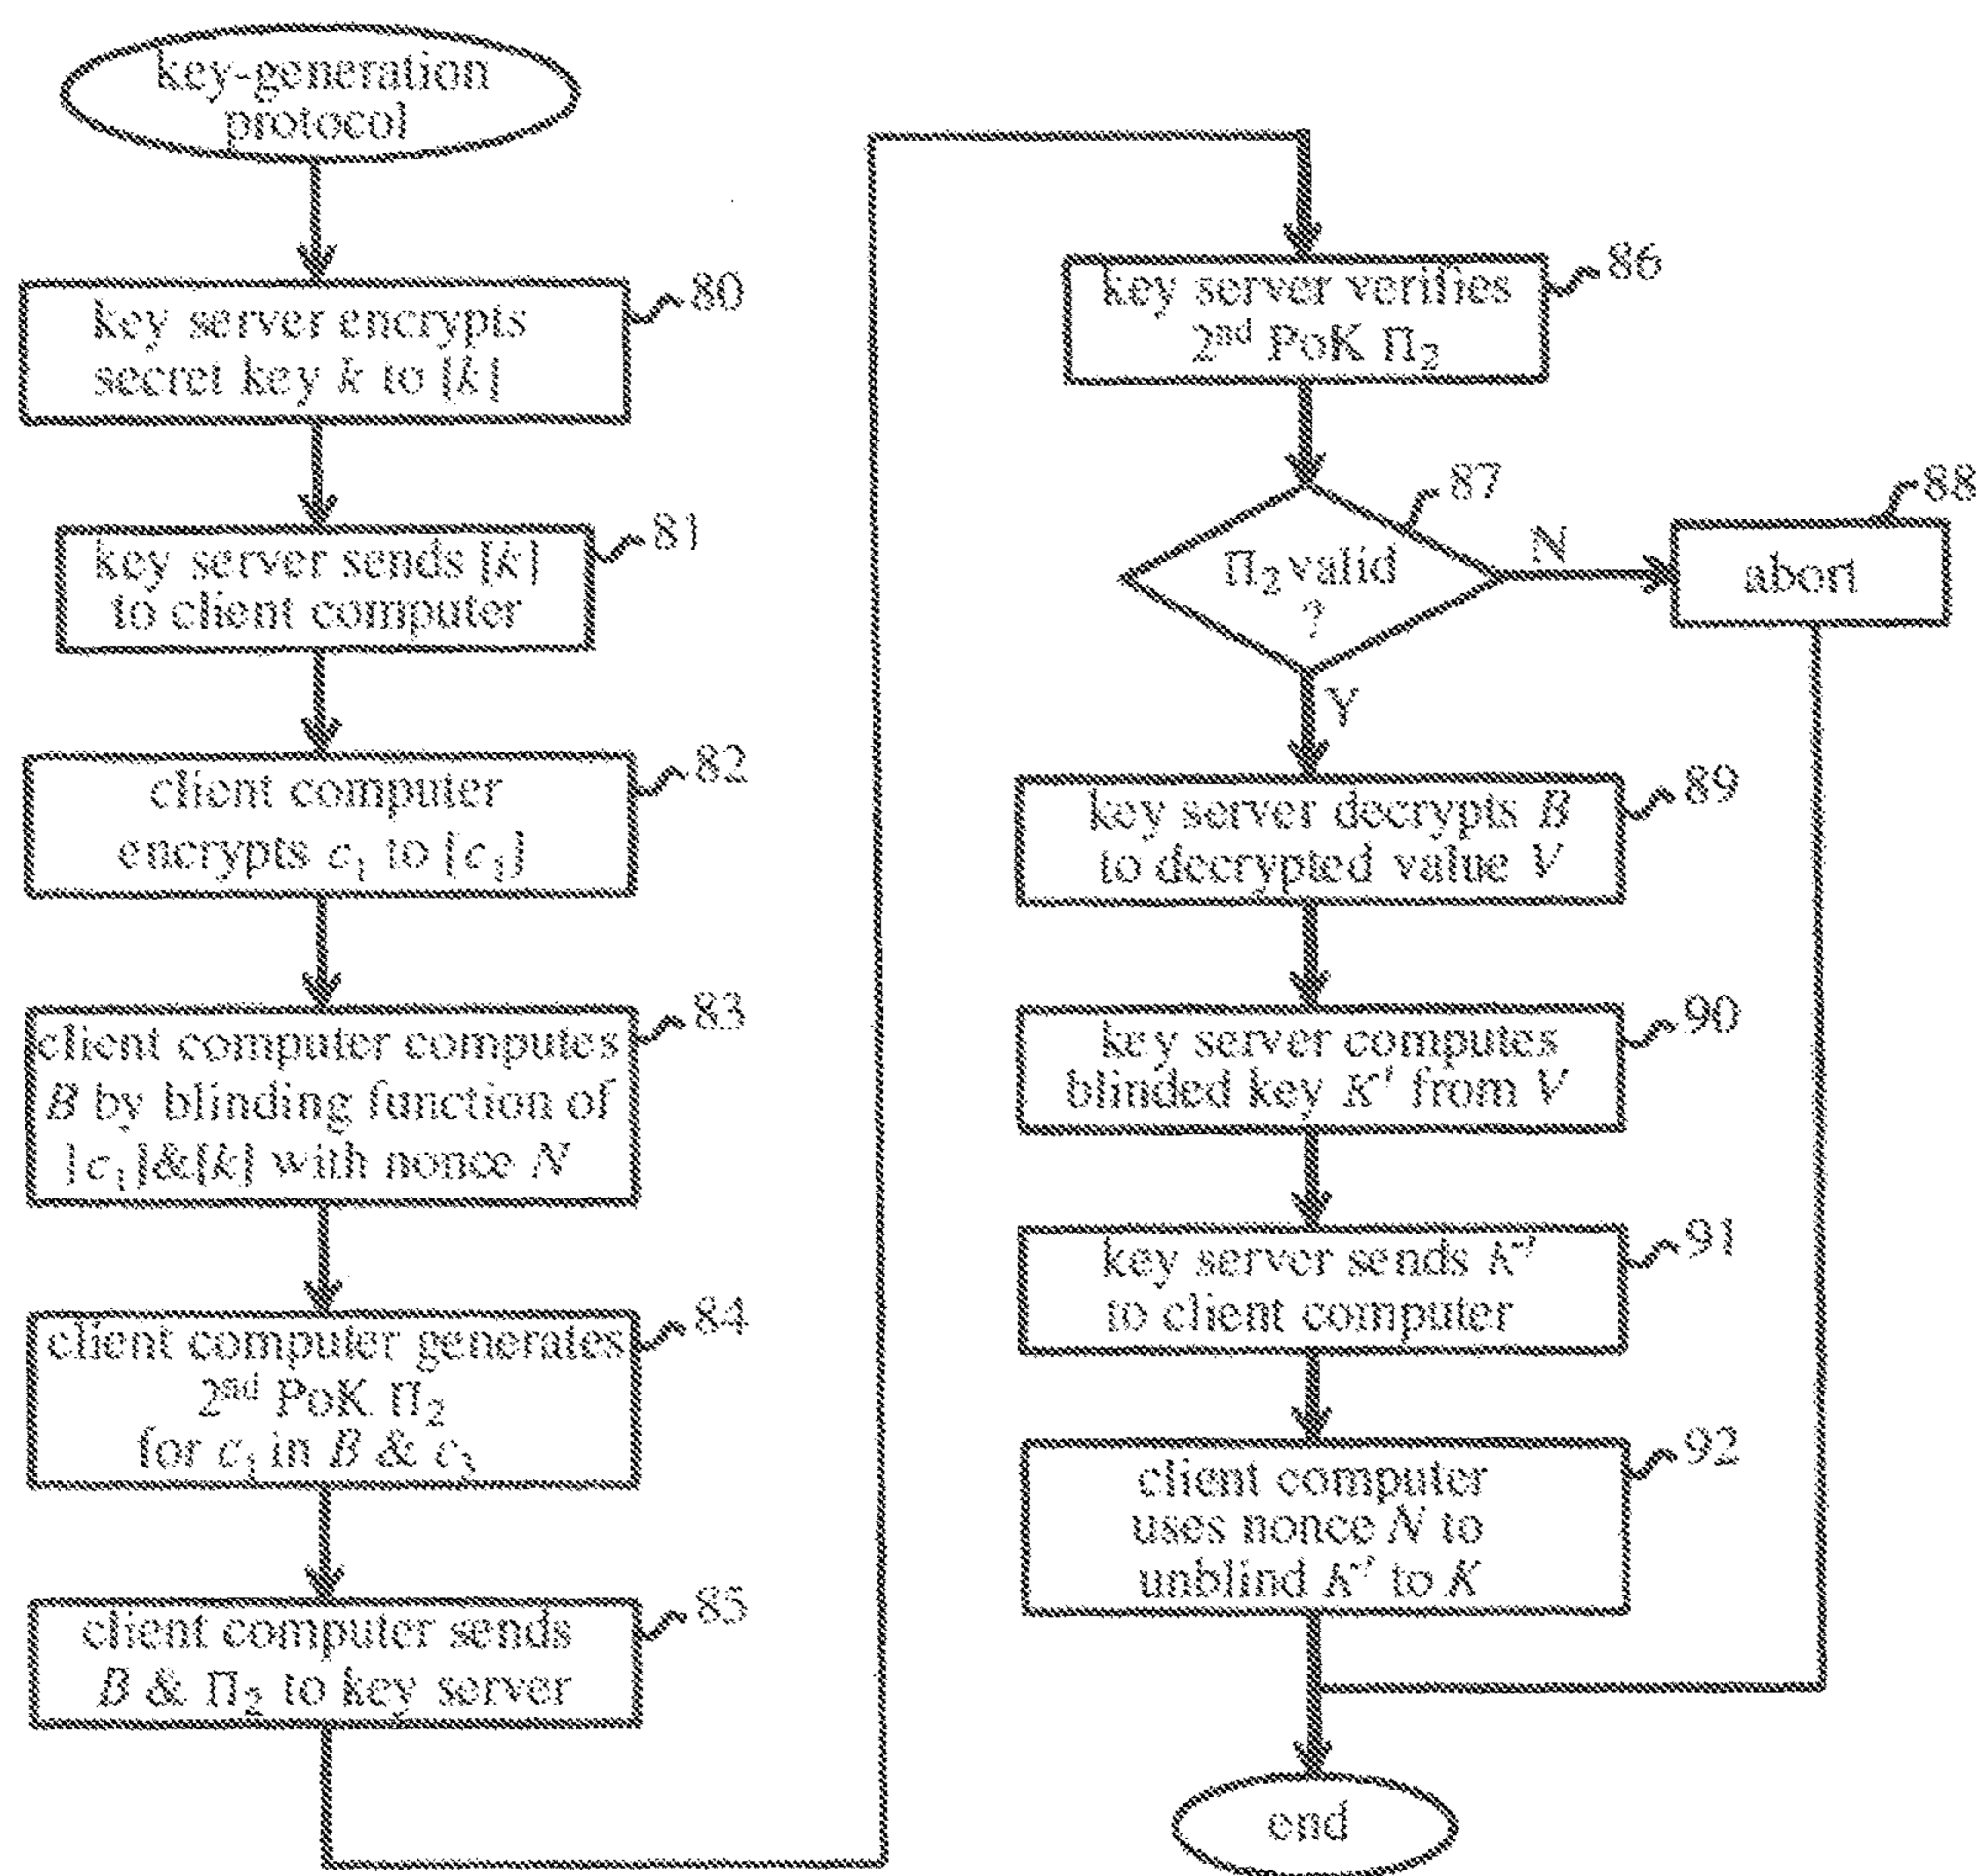 key-generation
protocol
80
key server encrypts
secret key k to [k]
81
key server sends [k]
to client computer
82
client computer
encrypts c₁ to [c₁]
83
client computer computes
B by blinding function of
[c₁]&[k] with nonce N
84
client computer generates
2ⁿᵈ PoK Π₂
for c₁ in B & c₃
85
client computer sends
B & Π₂ to key server
86
key server verifies
2ⁿᵈ PoK Π₂
87
Π₂ valid
?
N
88
abort
Y
89
key server decrypts B
to decrypted value V
90
key server computes
blinded key K' from V
91
key server sends K'
to client computer
92
client computer
uses nonce N to
unblind K' to K
end